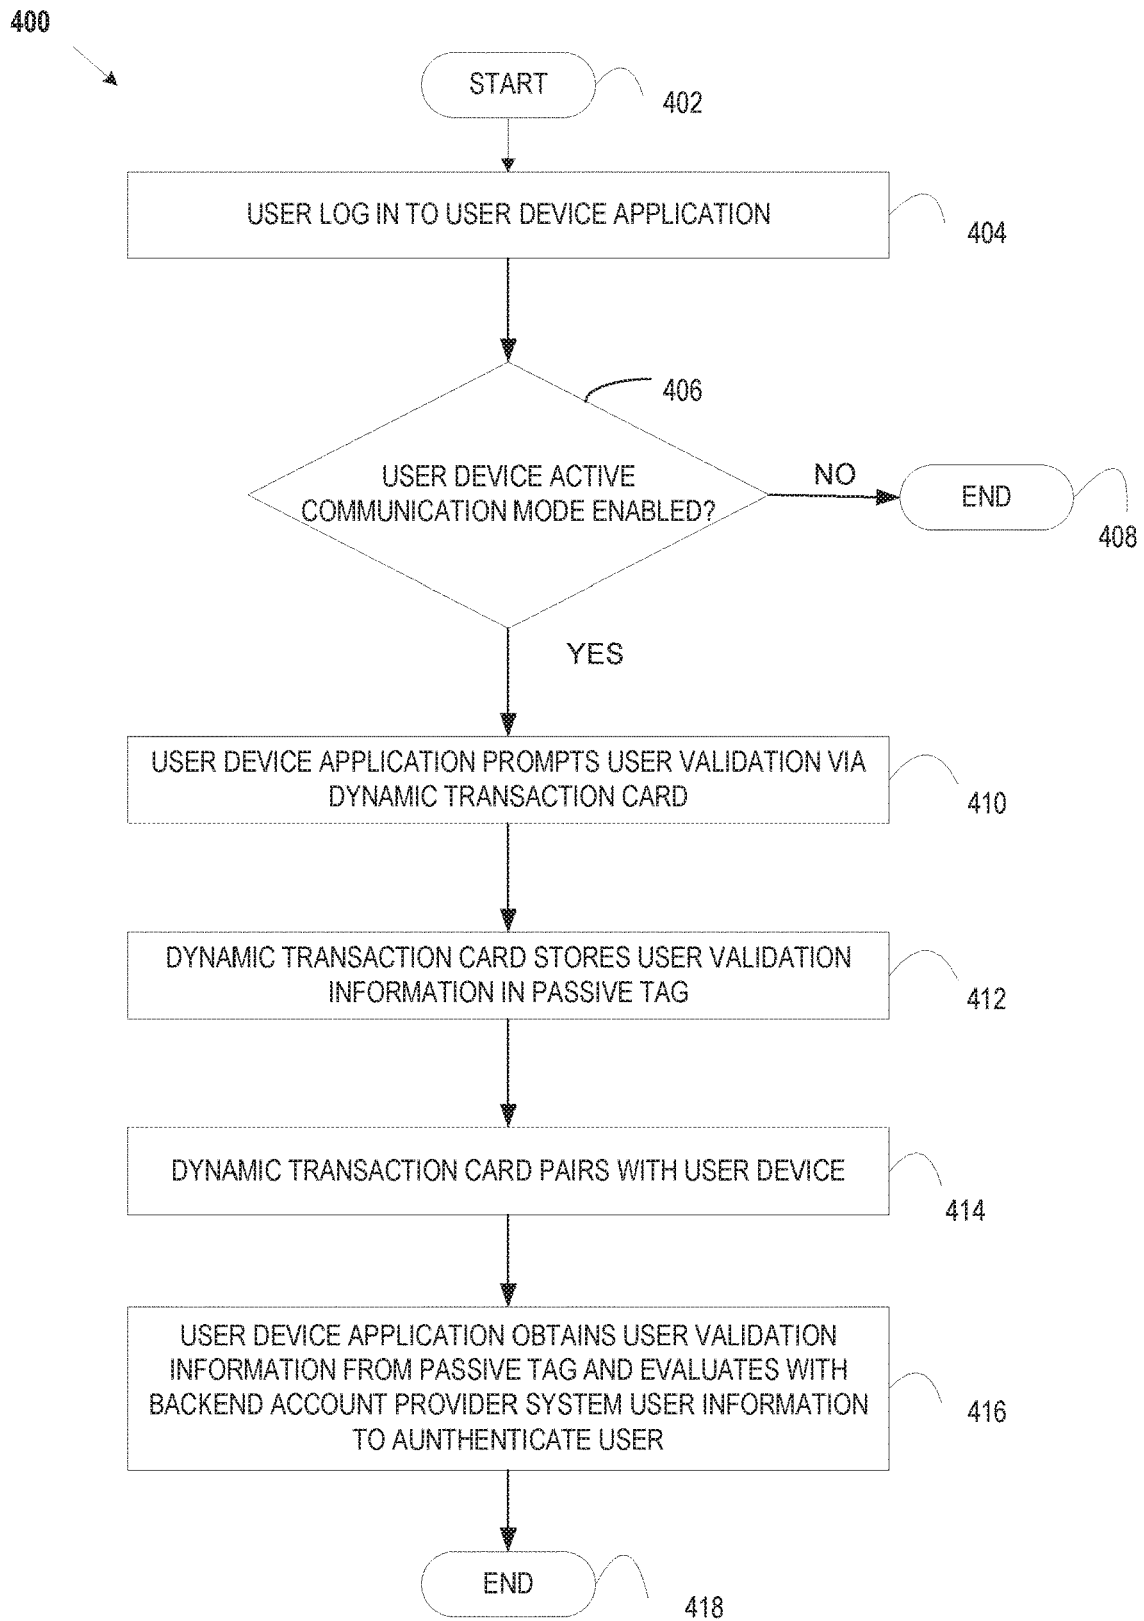 400
START
402
USER LOG IN TO USER DEVICE APPLICATION
404
406
USER DEVICE ACTIVE
COMMUNICATION MODE ENABLED?
NO
END
408
YES
USER DEVICE APPLICATION PROMPTS USER VALIDATION VIA
DYNAMIC TRANSACTION CARD
410
DYNAMIC TRANSACTION CARD STORES USER VALIDATION
INFORMATION IN PASSIVE TAG
412
DYNAMIC TRANSACTION CARD PAIRS WITH USER DEVICE
414
USER DEVICE APPLICATION OBTAINS USER VALIDATION
INFORMATION FROM PASSIVE TAG AND EVALUATES WITH
BACKEND ACCOUNT PROVIDER SYSTEM USER INFORMATION
TO AUNTHENTICATE USER
416
END
418